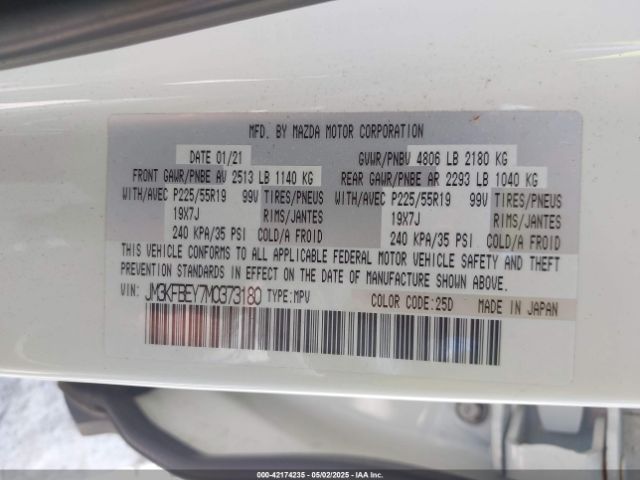 MFD. BY MAZDA MOTOR CORPORATION
DATE 01/21 GVWR/PNBV 4806 LB 2180 KG
FRONT GAWR/PNBE AV 2513 LB 1140 KG REAR GAWR/PNBE AR 2293 LB 1040 KG
WITH/AVEC P225/55R19 99V TIRES/PNEUS WITH/AVEC P225/55R19 99V TIRES/PNEUS
19X7J RIMS/JANTES 19X7J RIMS/JANTES
240 KPA/35 PSI COLD/A FROID 240 KPA/35 PSI COLD/A FROID
THIS VEHICLE CONFORMS TO ALL APPLICABLE FEDERAL MOTOR VEHICLE SAFETY AND THEFT
PREVENTION STANDARDS IN EFFECT ON THE DATE OF MANUFACTURE SHOWN ABOVE.
VIN: JM3KFBEY7M0373180 TYPE:MPV COLOR CODE:25D MADE IN JAPAN
000-42174235 - 05/02/2025 - IAA Inc.